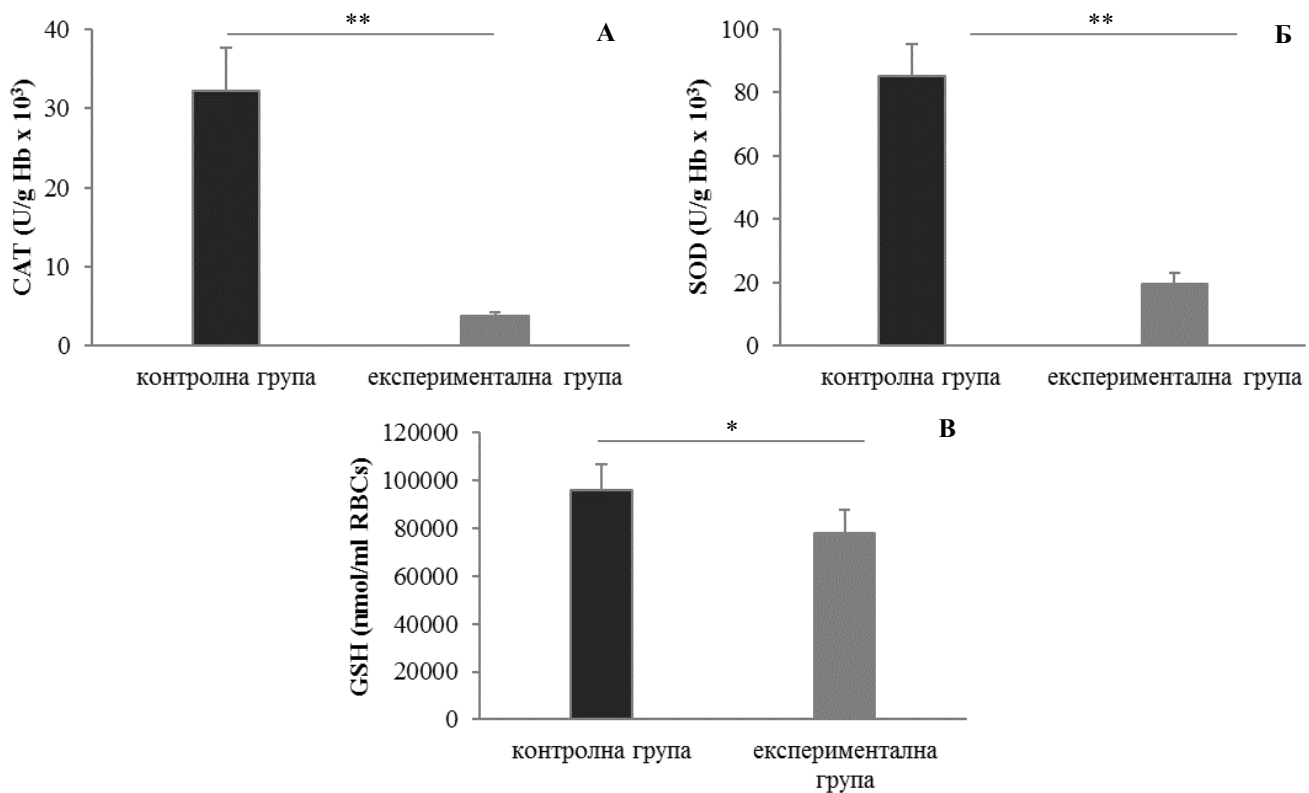 **
А
40
30
20
10
0
CAT (U/g Hb x 10³)
контролна група
експериментална група
**
Б
100
80
60
40
20
0
SOD (U/g Hb x 10³)
контролна група
експериментална група
*
В
120000
100000
80000
60000
40000
20000
0
GSH (nmol/ml RBCs)
контролна група
експериментална
група